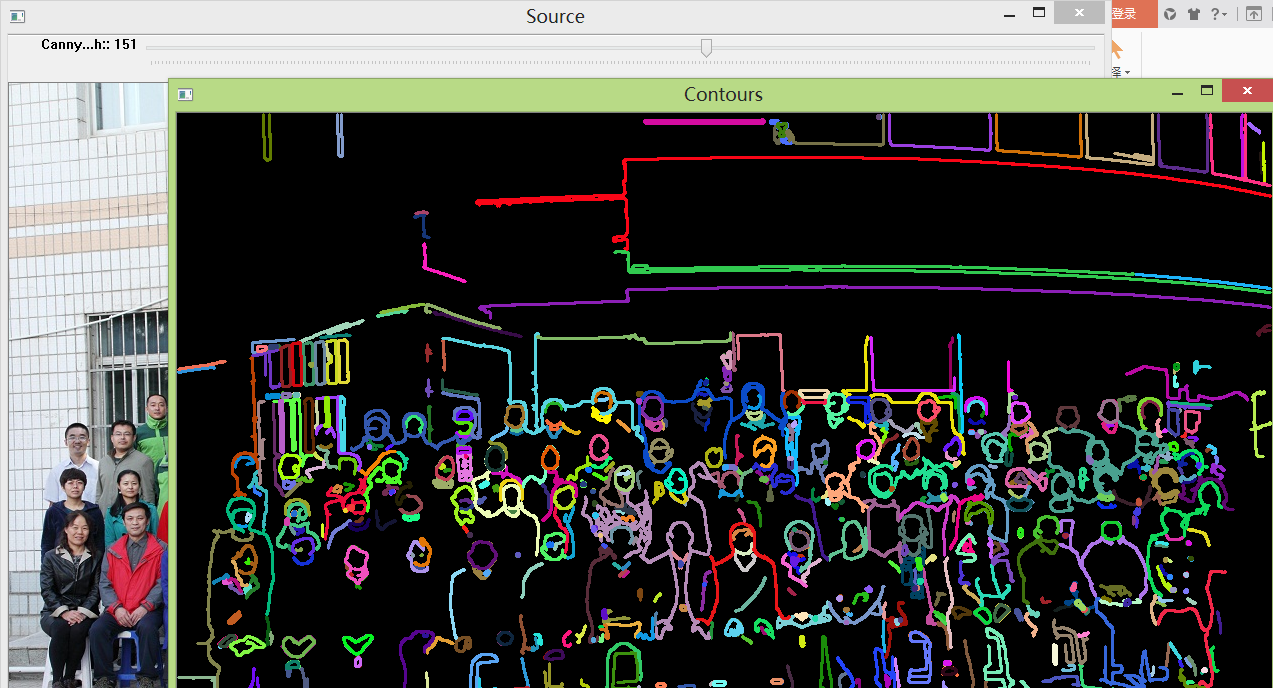 Source
登录
?
Canny...h:: 151
Contours